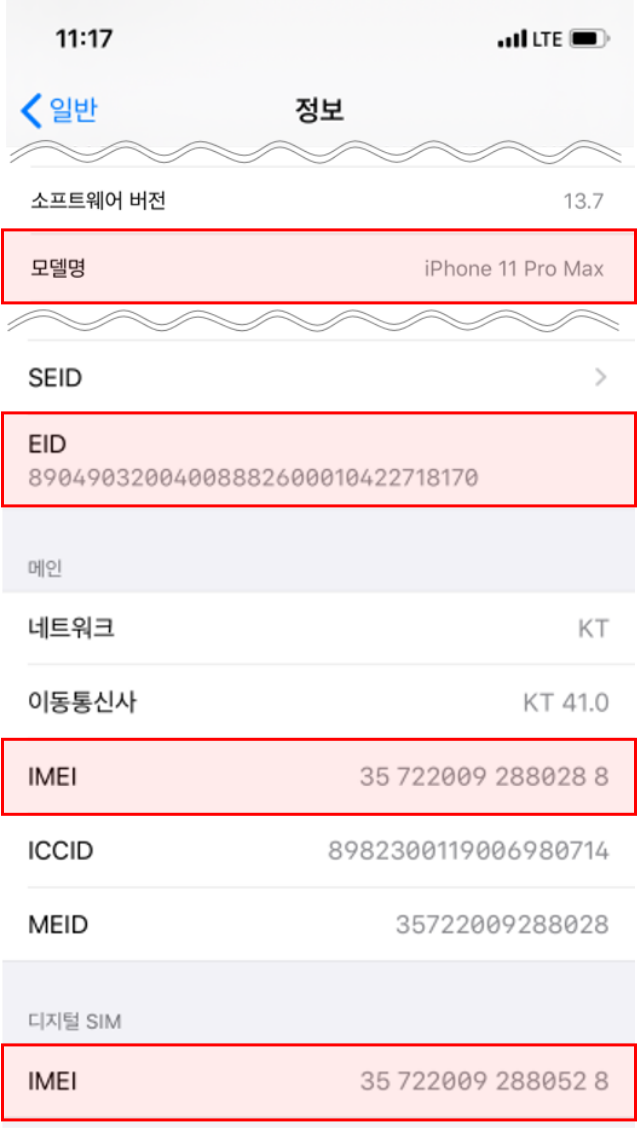 11:17
LTE
일반
정보
소프트웨어 버전 13.7
모델명 iPhone 11 Pro Max
SEID
EID
89049032004008882600010422718170
메인
네트워크 KT
이동통신사 KT 41.0
IMEI 35 722009 288028 8
ICCID 8982300119006980714
MEID 35722009288028
디지털 SIM
IMEI 35 722009 288052 8